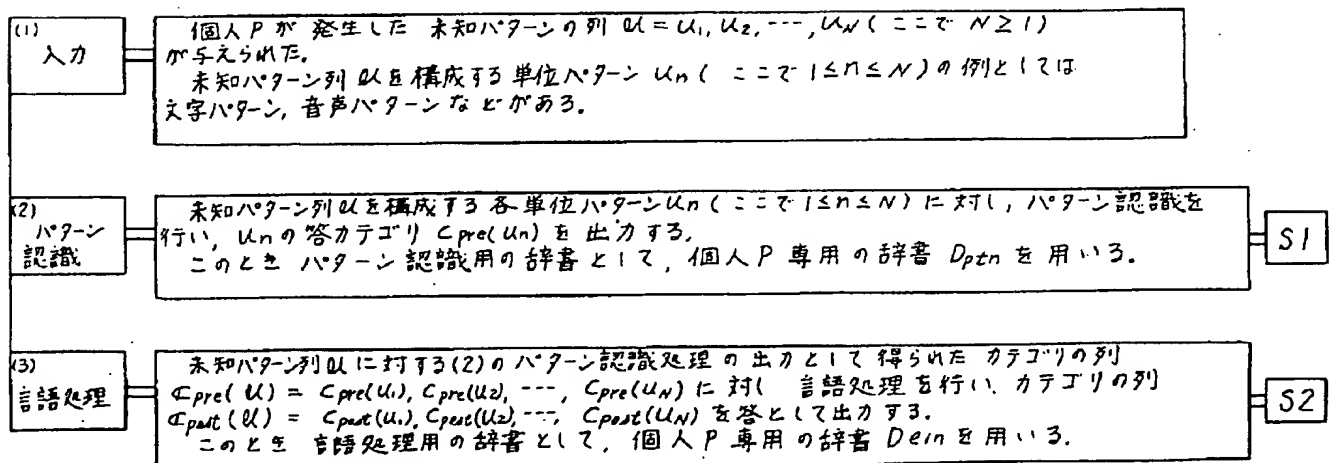 (1)
入力
個人Pが発生した未知パターンの列 𝕌 = U₁, U₂, ---, U_N ( ここで N ≥ 1 )
が与えられた。
未知パターン列 𝕌 を構成する単位パターン Un ( ここで 1≤n≤N ) の例としては
文字パターン, 音声パターンなどがある。
(2)
パターン
認識
未知パターン列 𝕌 を構成する各単位パターン Un ( ここで 1≤n≤N ) に対し, パターン認識を
行い, Unの答カテゴリ Cpre(Un) を出力する.
このとき パターン認識用の辞書として, 個人P専用の辞書 Dptn を用いる.
S1
(3)
言語処理
未知パターン列 𝕌 に対する(2)のパターン認識処理の出力として得られた カテゴリの列
ℂpre(𝕌) = Cpre(U₁), Cpre(U₂), ---, Cpre(U_N) に対し 言語処理を行い、カテゴリの列
ℂpost(𝕌) = Cpost(U₁), Cpost(U₂), ---, Cpost(U_N) を答として出力する.
このとき 言語処理用の辞書として, 個人P専用の辞書 Dein を用いる.
S2